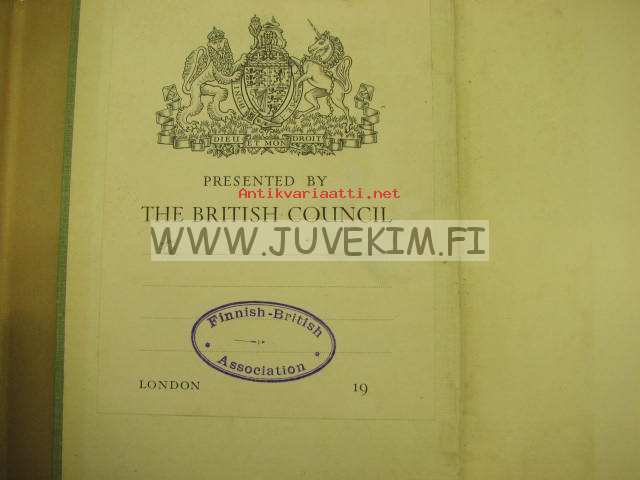 DIEU ET MON DROIT
PRESENTED BY
Antikvariaatti.net
THE BRITISH COUNCIL
WWW.JUVEKIM.FI
Finnish-British
Association
LONDON 19